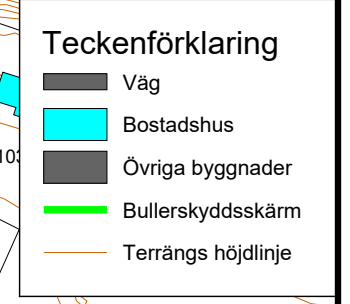 Teckenförklaring
Väg
Bostadshus
Övriga byggnader
Bullerskyddsskärm
Terrängs höjdlinje